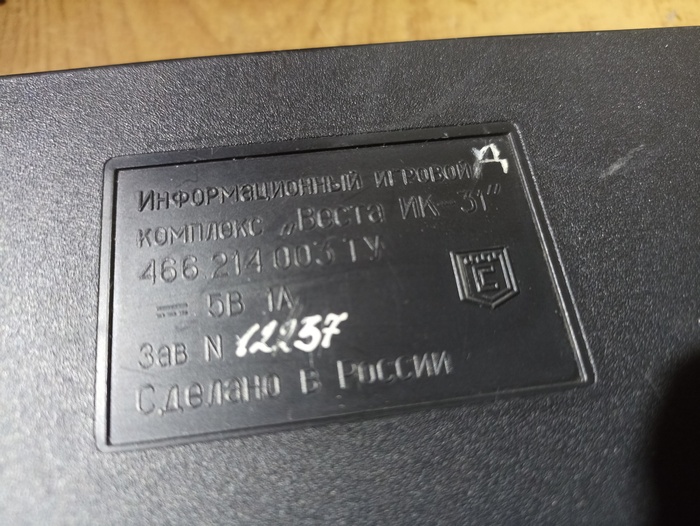 Д
Информационный игровой
комплекс „Веста ИК-31"
466 214 003 ТУ
С
⎓ 5В 1А
Зав N 12237
Сделано в России